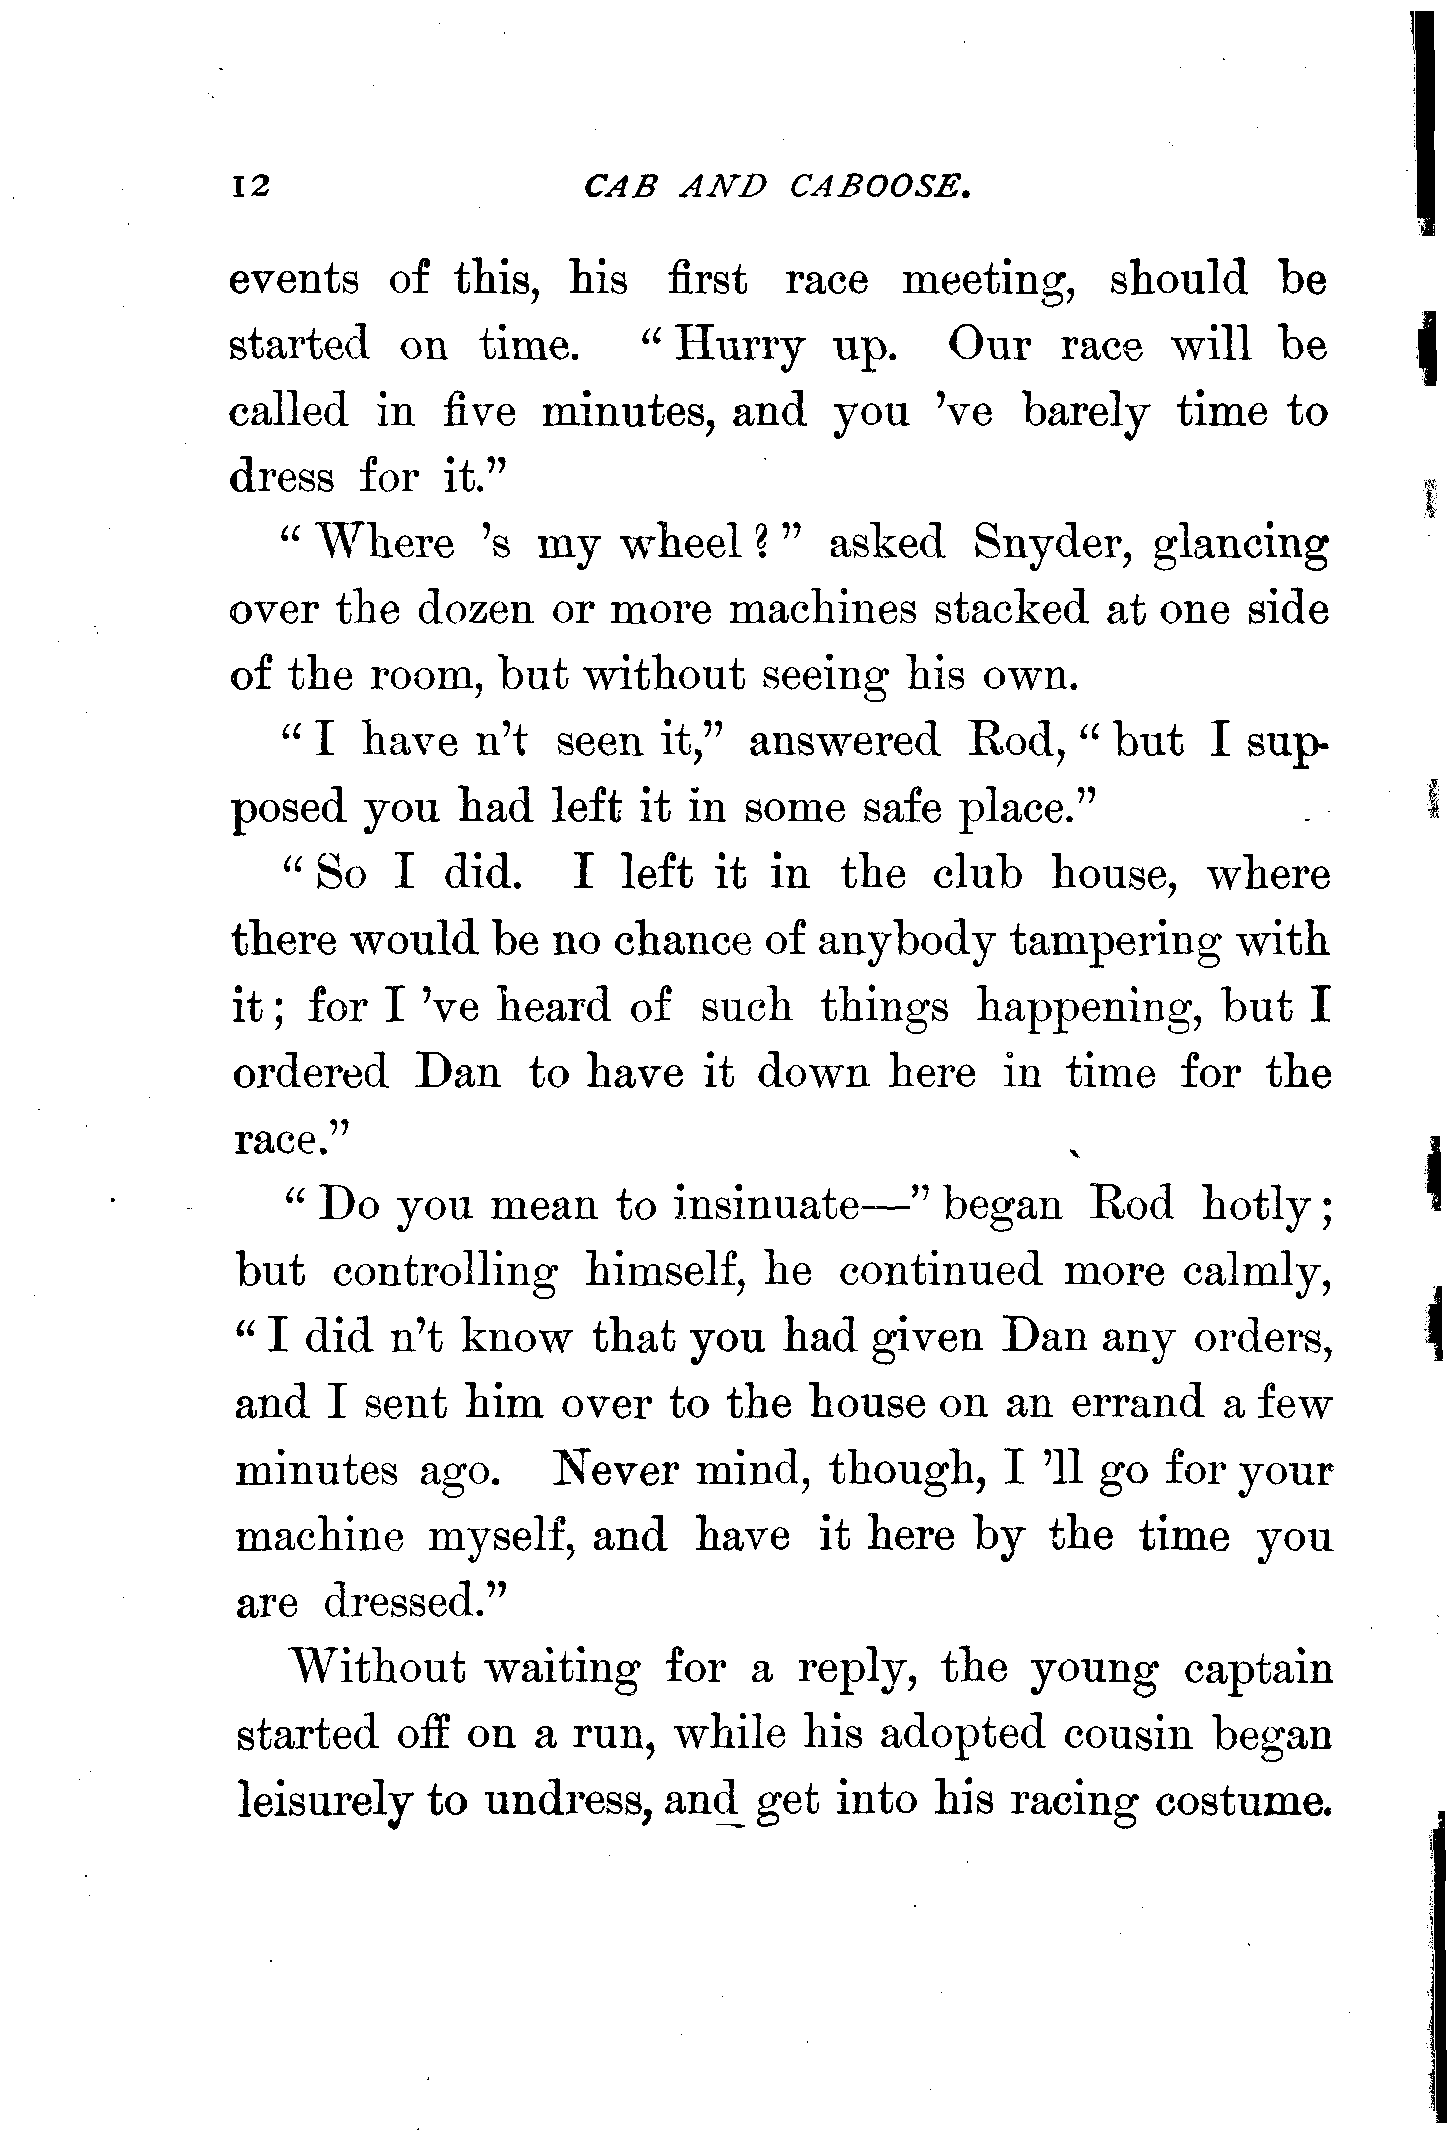 12 CAB AND CABOOSE.
events of this, his first race meeting, should be
started on time. “ Hurry up. Our race will be
called in five minutes, and you ’ve barely time to
dress for it.”
“ Where ’s my wheel ? ” asked Snyder, glancing
over the dozen or more machines stacked at one side
of the room, but without seeing his own.
“ I have n’t seen it,” answered Rod, “ but I sup-
posed you had left it in some safe place.”
“ So I did. I left it in the club house, where
there would be no chance of anybody tampering with
it ; for I ’ve heard of such things happening, but I
ordered Dan to have it down here in time for the
race.”
“ Do you mean to insinuate—” began Rod hotly ;
but controlling himself, he continued more calmly,
“ I did n’t know that you had given Dan any orders,
and I sent him over to the house on an errand a few
minutes ago. Never mind, though, I ’ll go for your
machine myself, and have it here by the time you
are dressed.”
Without waiting for a reply, the young captain
started off on a run, while his adopted cousin began
leisurely to undress, and get into his racing costume.